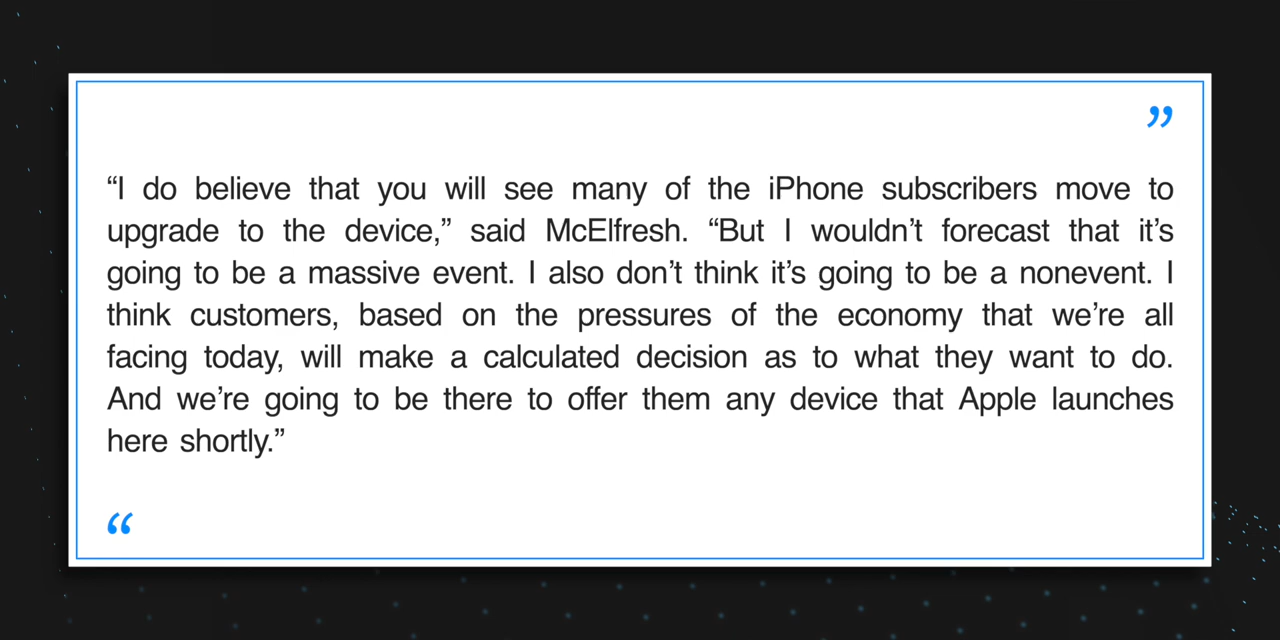 ”
“I do believe that you will see many of the iPhone subscribers move to
upgrade to the device,” said McElfresh. “But I wouldn’t forecast that it’s
going to be a massive event. I also don’t think it’s going to be a nonevent. I
think customers, based on the pressures of the economy that we’re all
facing today, will make a calculated decision as to what they want to do.
And we’re going to be there to offer them any device that Apple launches
here shortly.”
“